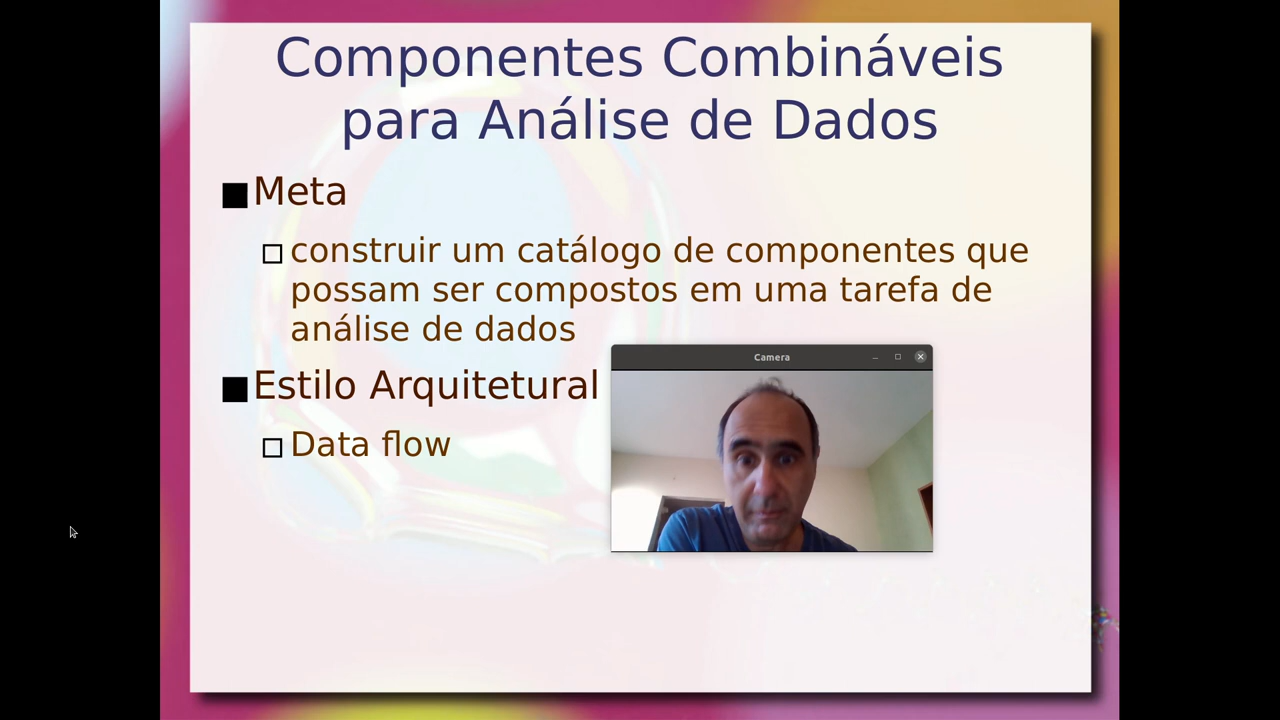 Componentes Combináveis
para Análise de Dados
Meta
construir um catálogo de componentes que
possam ser compostos em uma tarefa de
análise de dados
Camera
Estilo Arquitetural
Data flow